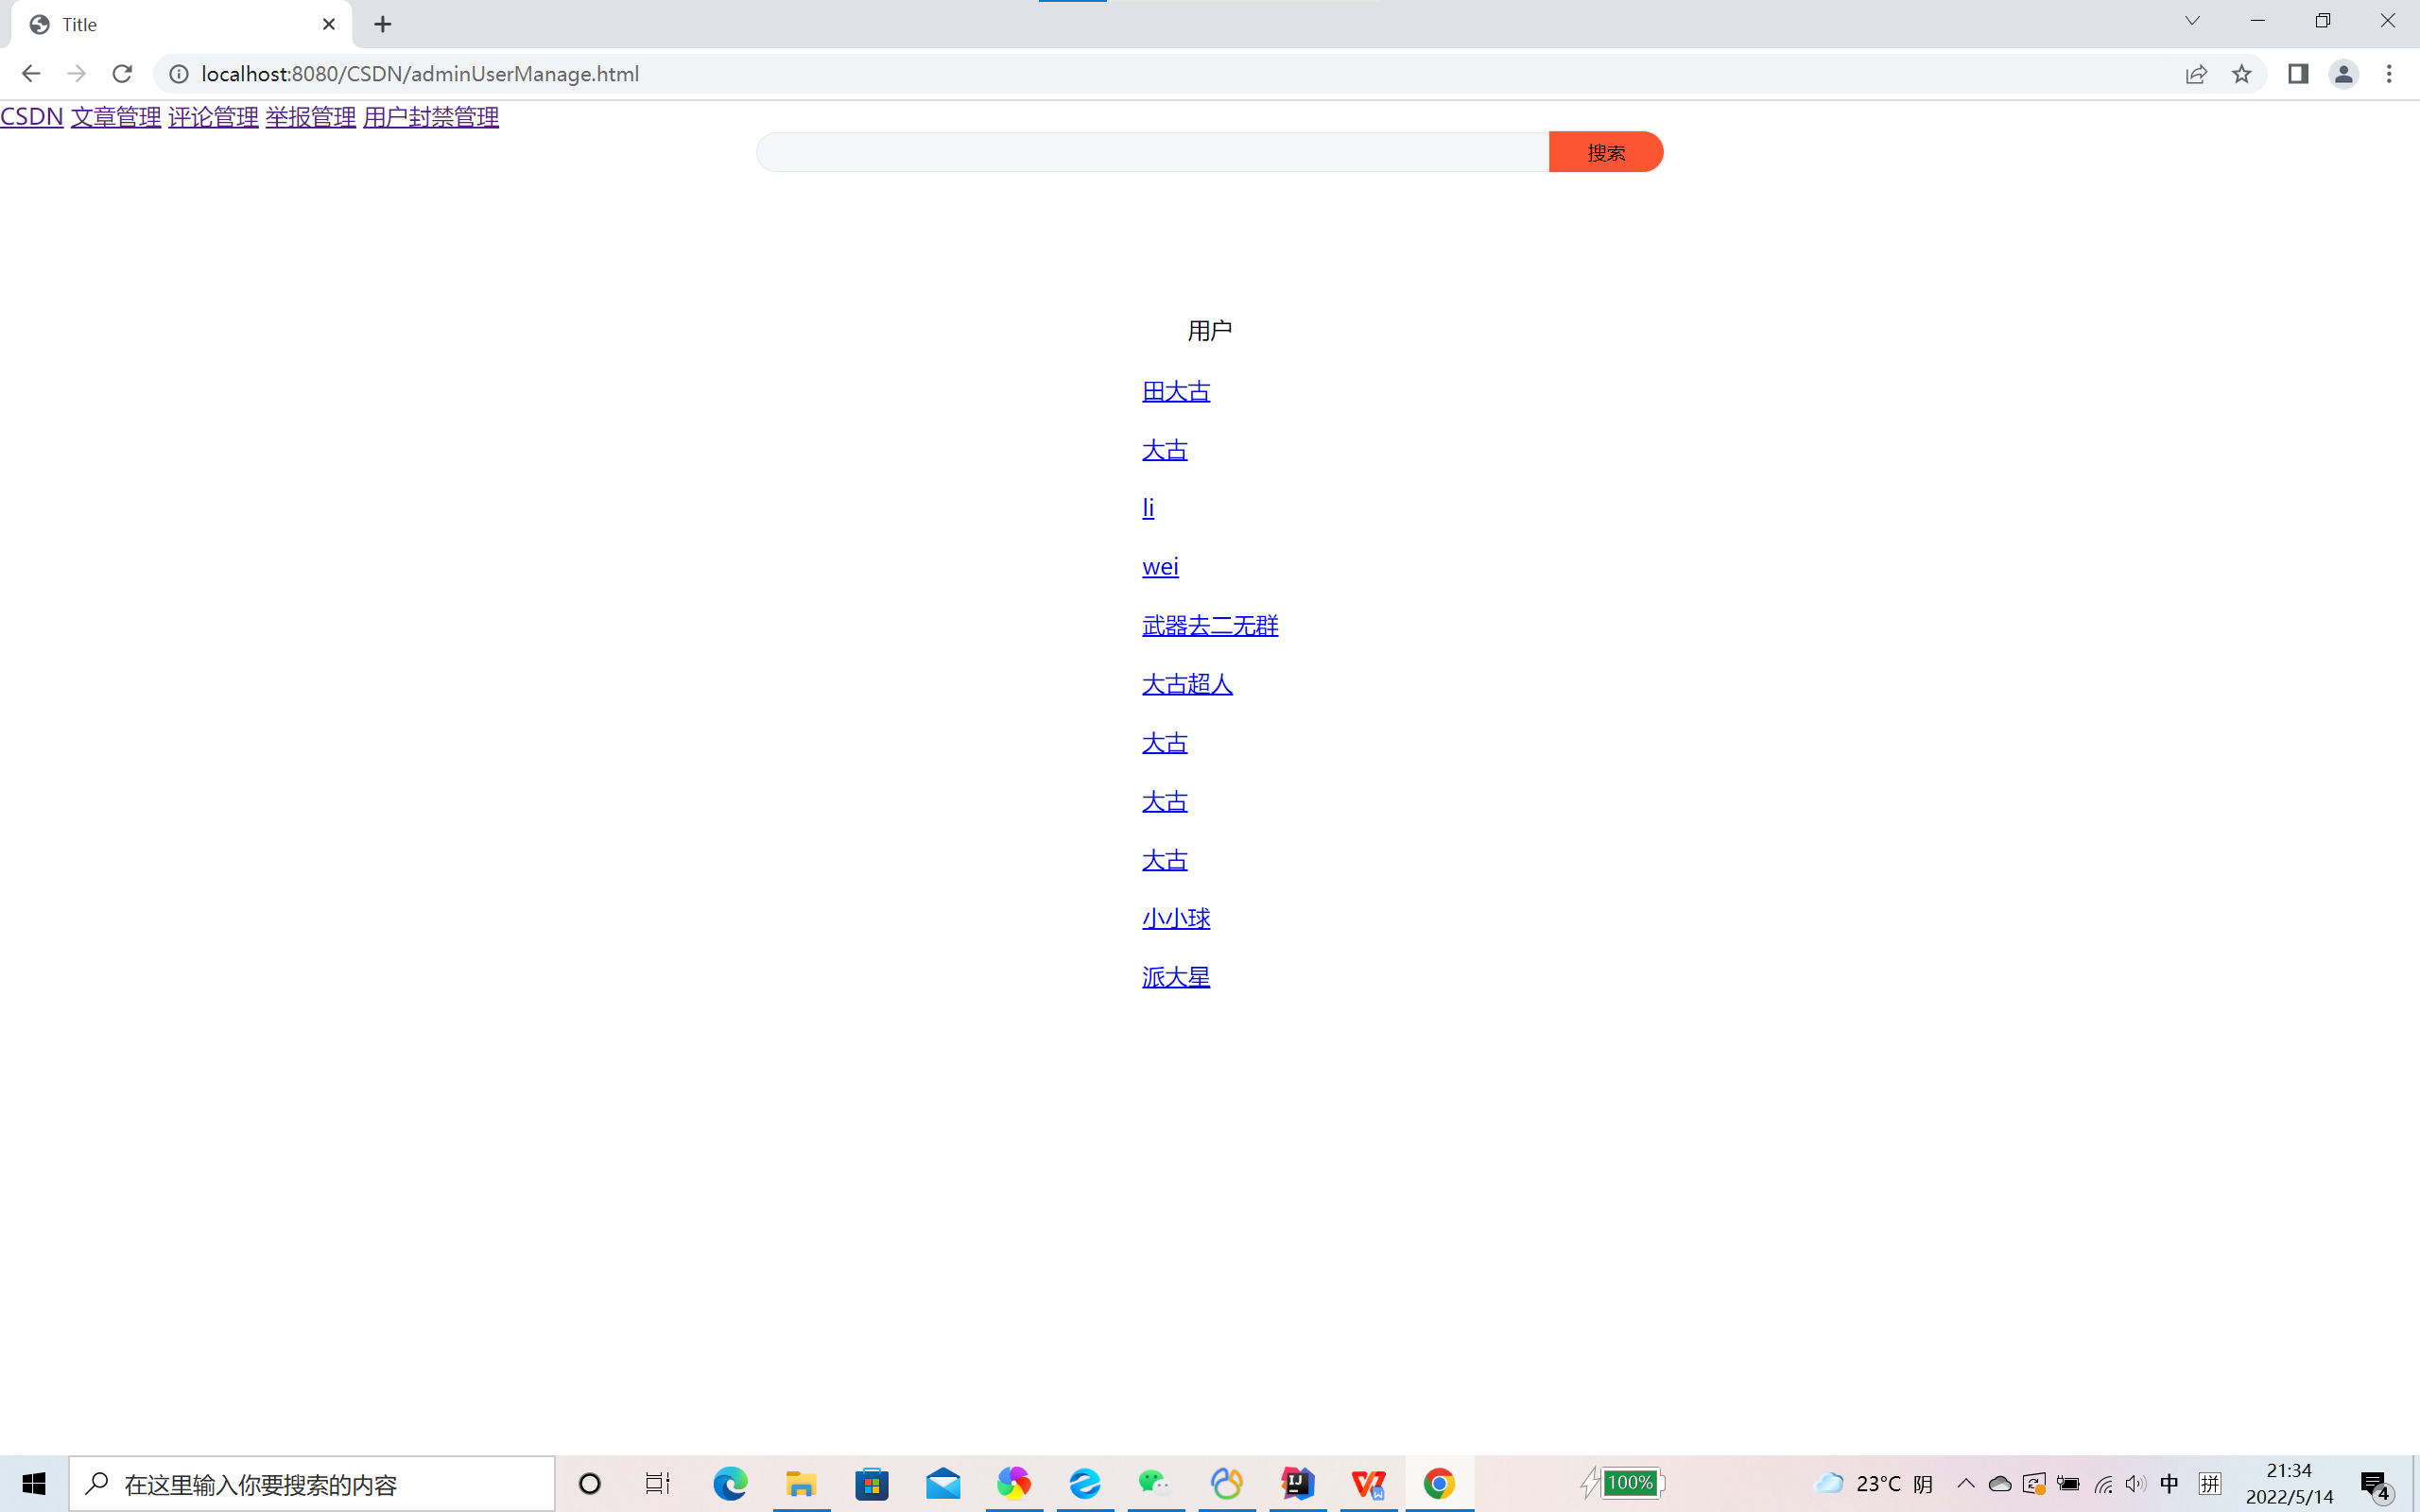 Title
localhost:8080/CSDN/adminUserManage.html
CSDN 文章管理 评论管理 举报管理 用户封禁管理
搜索
用户
田大古
大古
li
wei
武器去二无群
大古超人
大古
大古
大古
小小球
派大星
在这里输入你要搜索的内容
100%
23°C 阴
中
拼
21:34
2022/5/14
4